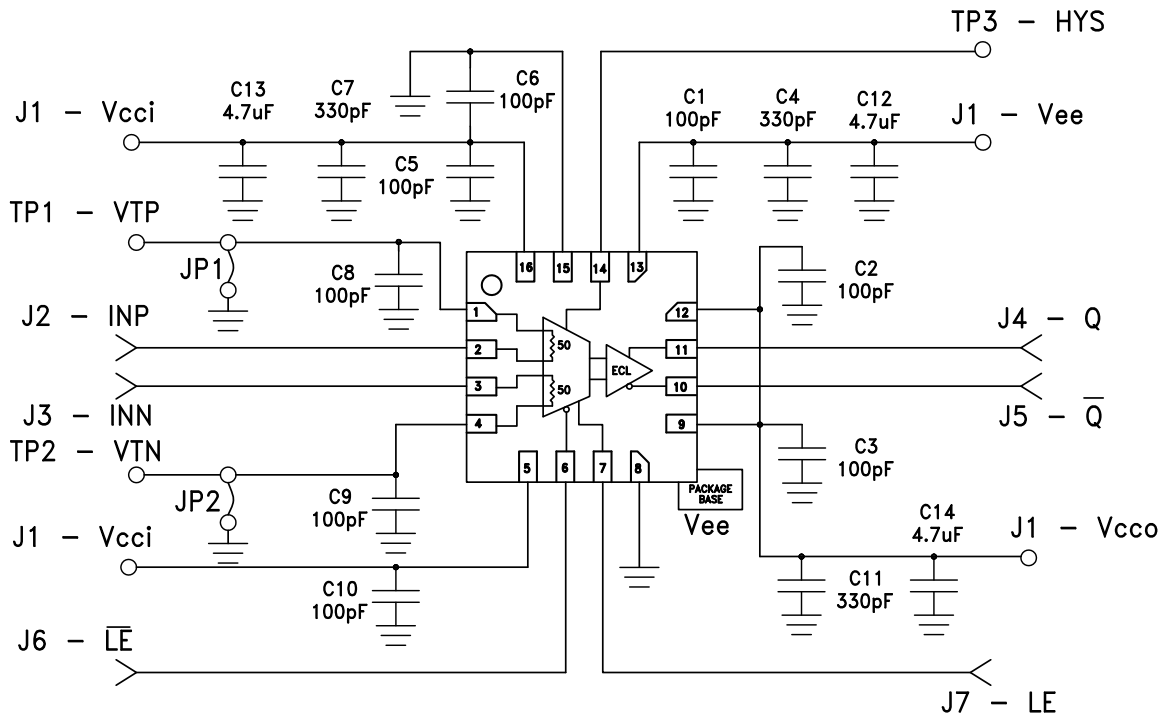 TP3 - HYS
C6
100pF
C13
4.7uF
C7
330pF
J1 - Vcci
C1
100pF
C4
330pF
C12
4.7uF
J1 - Vee
C5
100pF
TP1 - VTP
JP1
C8
100pF
16
15
14
13
C2
100pF
J2 - INP
1
12
J4 - Q
2
50
11
ECL
3
50
10
J3 - INN
J5 - Q̅
4
9
TP2 - VTN
C3
100pF
5
6
7
8
JP2
C9
100pF
PACKAGE
BASE
Vee
J1 - Vcci
C14
4.7uF
J1 - Vcco
C10
100pF
C11
330pF
J6 - L̅E̅
J7 - LE